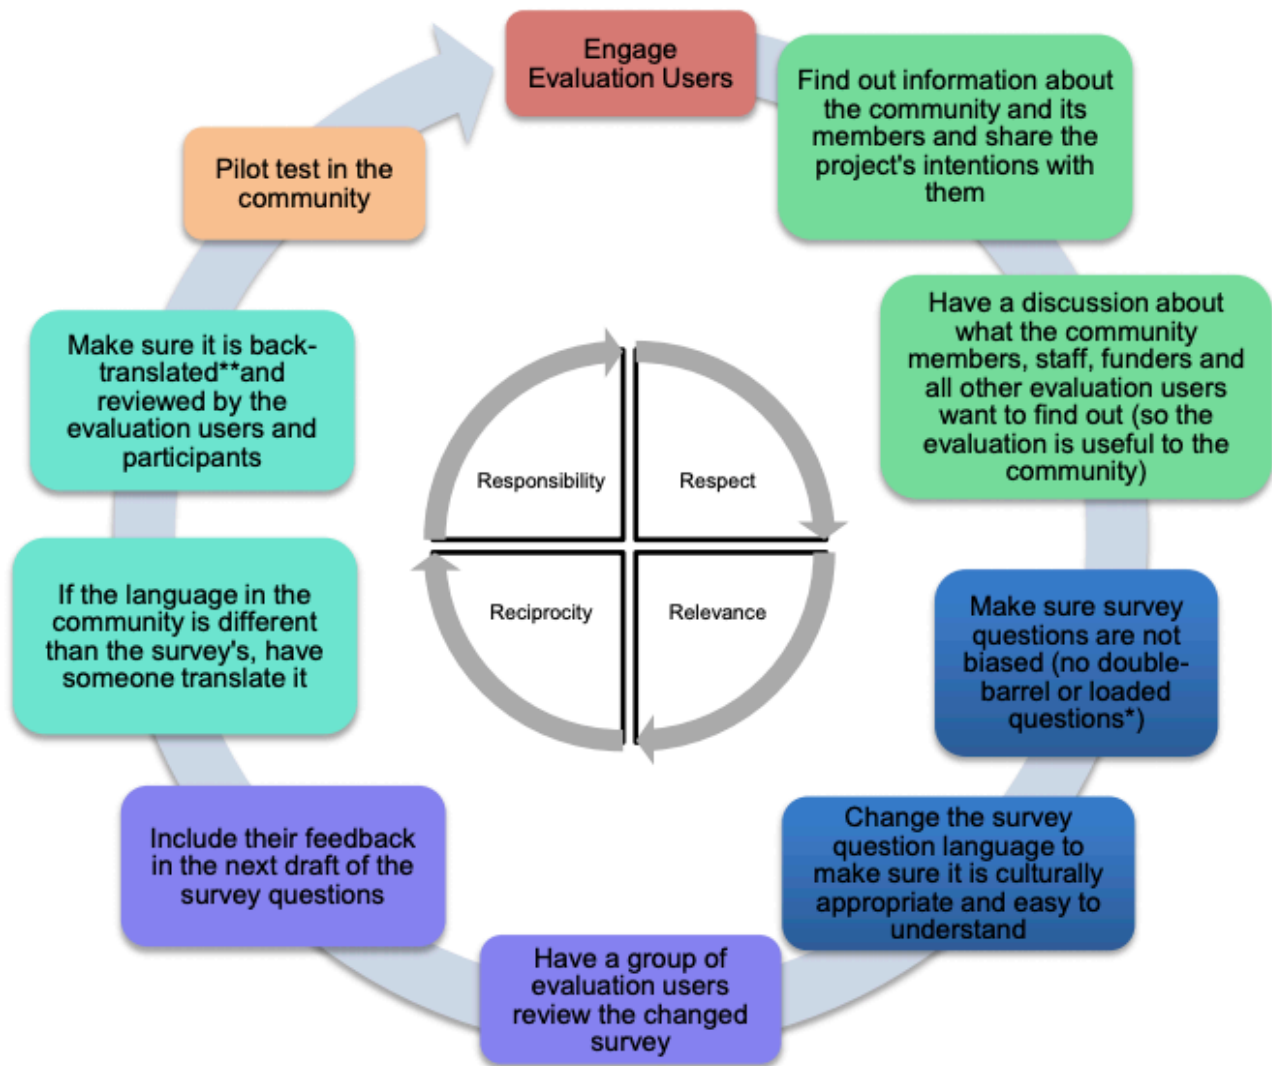 Engage
Evaluation Users
Find out information about
the community and its
members and share the
project's intentions with
them
Have a discussion about
what the community
members, staff, funders and
all other evaluation users
want to find out (so the
evaluation is useful to the
community)
Make sure survey
questions are not
biased (no double-
barrel or loaded
questions*)
Change the survey
question language to
make sure it is culturally
appropriate and easy to
understand
Have a group of
evaluation users
review the changed
survey
Include their feedback
in the next draft of the
survey questions
If the language in the
community is different
than the survey's, have
someone translate it
Make sure it is back-
translated**and
reviewed by the
evaluation users and
participants
Pilot test in the
community
Responsibility
Respect
Reciprocity
Relevance